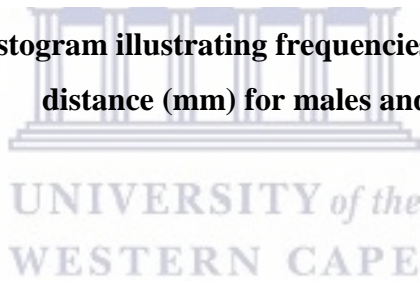 stogram illustrating frequencie
distance (mm) for males and
UNIVERSITY of the
WESTERN CAPE